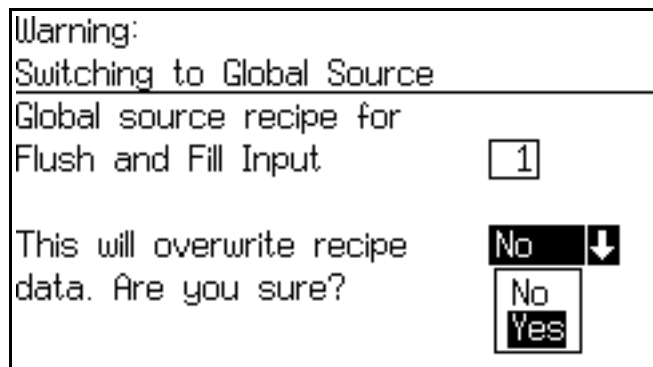 Warning:
Switching to Global Source
Global source recipe for
Flush and Fill Input 1
This will overwrite recipe No
data. Are you sure? No
Yes